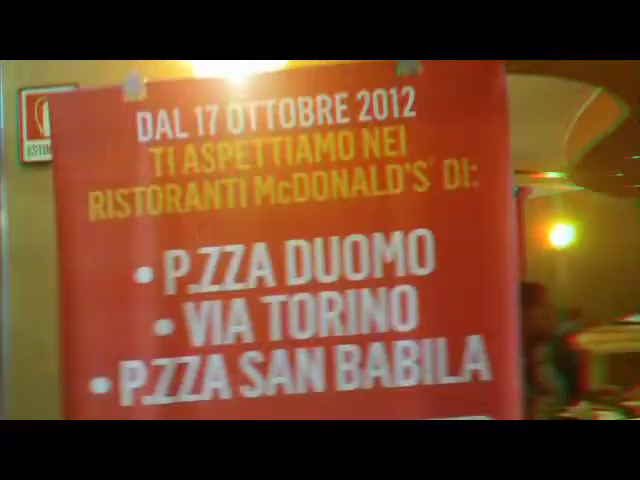 DAL 17 OTTOBRE 2012
TI ASPETTIAMO NEI
RISTORANTI McDONALD'S DI:
• P.ZZA DUOMO
• VIA TORINO
• P.ZZA SAN BABILA